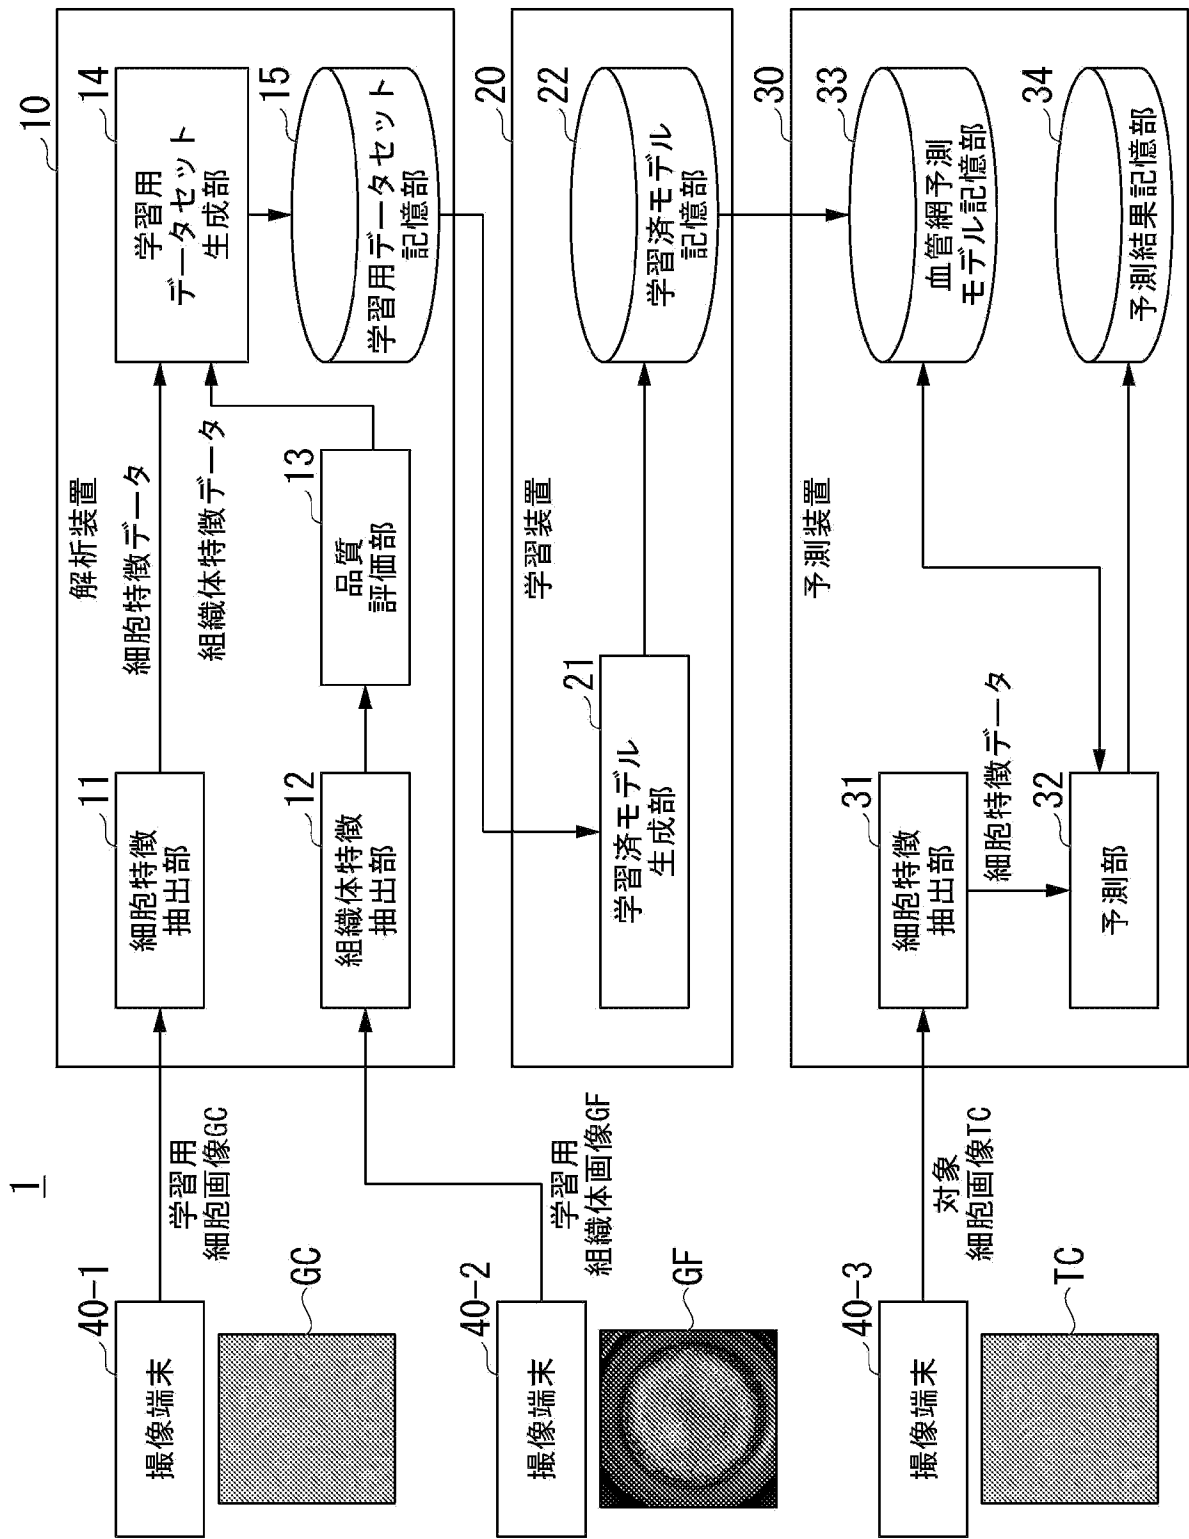 1
撮像端末
40-1
GC
学習用
細胞画像GC
撮像端末
40-2
GF
学習用
組織体画像GF
撮像端末
40-3
TC
対象
細胞画像TC
10
解析装置
細胞特徴
抽出部
11
細胞特徴データ
組織体特徴
抽出部
12
品質
評価部
13
組織体特徴データ
学習用
データセット
生成部
14
学習用データセット
記憶部
15
20
学習装置
学習済モデル
生成部
21
学習済モデル
記憶部
22
30
予測装置
細胞特徴
抽出部
31
細胞特徴データ
予測部
32
血管網予測
モデル記憶部
33
予測結果記憶部
34